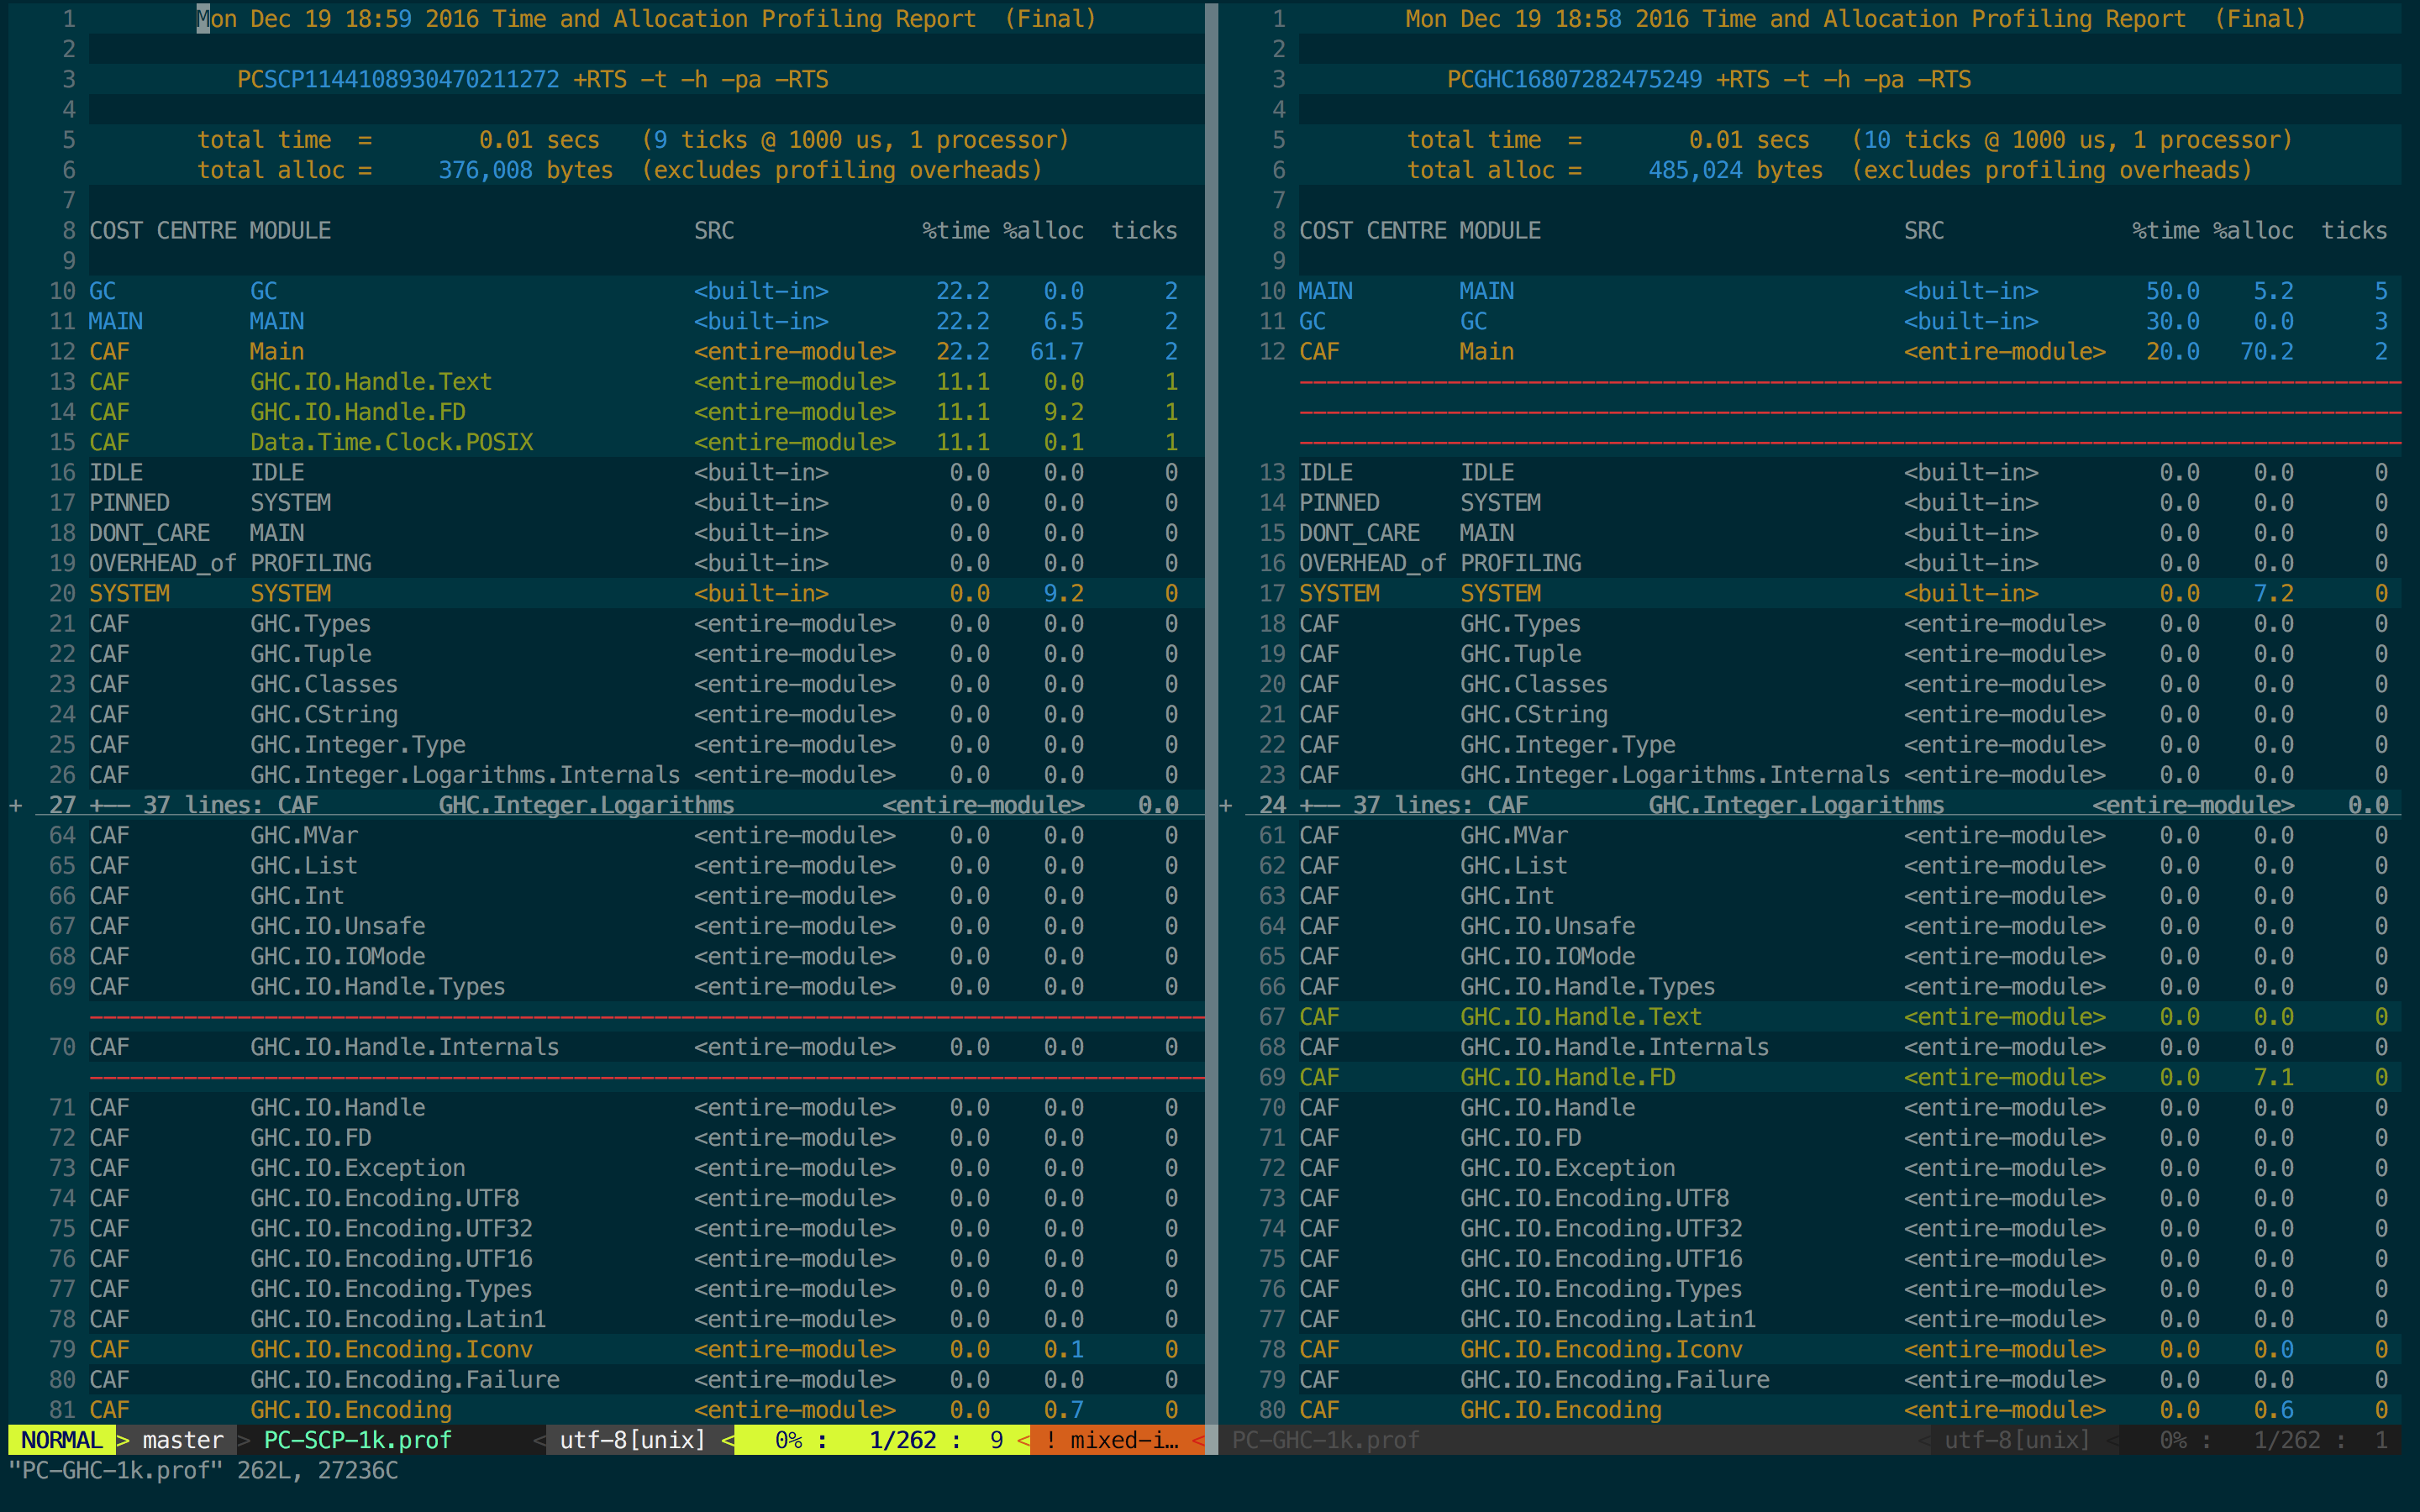 1 Mon Dec 19 18:59 2016 Time and Allocation Profiling Report (Final)
2
3 PCSCP1144108930470211272 +RTS -t -h -pa -RTS
4
5 total time = 0.01 secs (9 ticks @ 1000 us, 1 processor)
6 total alloc = 376,008 bytes (excludes profiling overheads)
7
8 COST CENTRE MODULE SRC %time %alloc ticks
9
10 GC GC <built-in> 22.2 0.0 2
11 MAIN MAIN <built-in> 22.2 6.5 2
12 CAF Main <entire-module> 22.2 61.7 2
13 CAF GHC.IO.Handle.Text <entire-module> 11.1 0.0 1
14 CAF GHC.IO.Handle.FD <entire-module> 11.1 9.2 1
15 CAF Data.Time.Clock.POSIX <entire-module> 11.1 0.1 1
16 IDLE IDLE <built-in> 0.0 0.0 0
17 PINNED SYSTEM <built-in> 0.0 0.0 0
18 DONT_CARE MAIN <built-in> 0.0 0.0 0
19 OVERHEAD_of PROFILING <built-in> 0.0 0.0 0
20 SYSTEM SYSTEM <built-in> 0.0 9.2 0
21 CAF GHC.Types <entire-module> 0.0 0.0 0
22 CAF GHC.Tuple <entire-module> 0.0 0.0 0
23 CAF GHC.Classes <entire-module> 0.0 0.0 0
24 CAF GHC.CString <entire-module> 0.0 0.0 0
25 CAF GHC.Integer.Type <entire-module> 0.0 0.0 0
26 CAF GHC.Integer.Logarithms.Internals <entire-module> 0.0 0.0 0
+ 27 +-- 37 lines: CAF GHC.Integer.Logarithms <entire-module> 0.0
64 CAF GHC.MVar <entire-module> 0.0 0.0 0
65 CAF GHC.List <entire-module> 0.0 0.0 0
66 CAF GHC.Int <entire-module> 0.0 0.0 0
67 CAF GHC.IO.Unsafe <entire-module> 0.0 0.0 0
68 CAF GHC.IO.IOMode <entire-module> 0.0 0.0 0
69 CAF GHC.IO.Handle.Types <entire-module> 0.0 0.0 0
70 CAF GHC.IO.Handle.Internals <entire-module> 0.0 0.0 0
71 CAF GHC.IO.Handle <entire-module> 0.0 0.0 0
72 CAF GHC.IO.FD <entire-module> 0.0 0.0 0
73 CAF GHC.IO.Exception <entire-module> 0.0 0.0 0
74 CAF GHC.IO.Encoding.UTF8 <entire-module> 0.0 0.0 0
75 CAF GHC.IO.Encoding.UTF32 <entire-module> 0.0 0.0 0
76 CAF GHC.IO.Encoding.UTF16 <entire-module> 0.0 0.0 0
77 CAF GHC.IO.Encoding.Types <entire-module> 0.0 0.0 0
78 CAF GHC.IO.Encoding.Latin1 <entire-module> 0.0 0.0 0
79 CAF GHC.IO.Encoding.Iconv <entire-module> 0.0 0.1 0
80 CAF GHC.IO.Encoding.Failure <entire-module> 0.0 0.0 0
81 CAF GHC.IO.Encoding <entire-module> 0.0 0.7 0
NORMAL > master > PC-SCP-1k.prof < utf-8[unix] < 0% : 1/262 : 9 < ! mixed-i… <
1 Mon Dec 19 18:58 2016 Time and Allocation Profiling Report (Final)
2
3 PCGHC16807282475249 +RTS -t -h -pa -RTS
4
5 total time = 0.01 secs (10 ticks @ 1000 us, 1 processor)
6 total alloc = 485,024 bytes (excludes profiling overheads)
7
8 COST CENTRE MODULE SRC %time %alloc ticks
9
10 MAIN MAIN <built-in> 50.0 5.2 5
11 GC GC <built-in> 30.0 0.0 3
12 CAF Main <entire-module> 20.0 70.2 2
13 IDLE IDLE <built-in> 0.0 0.0 0
14 PINNED SYSTEM <built-in> 0.0 0.0 0
15 DONT_CARE MAIN <built-in> 0.0 0.0 0
16 OVERHEAD_of PROFILING <built-in> 0.0 0.0 0
17 SYSTEM SYSTEM <built-in> 0.0 7.2 0
18 CAF GHC.Types <entire-module> 0.0 0.0 0
19 CAF GHC.Tuple <entire-module> 0.0 0.0 0
20 CAF GHC.Classes <entire-module> 0.0 0.0 0
21 CAF GHC.CString <entire-module> 0.0 0.0 0
22 CAF GHC.Integer.Type <entire-module> 0.0 0.0 0
23 CAF GHC.Integer.Logarithms.Internals <entire-module> 0.0 0.0 0
+ 24 +-- 37 lines: CAF GHC.Integer.Logarithms <entire-module> 0.0
61 CAF GHC.MVar <entire-module> 0.0 0.0 0
62 CAF GHC.List <entire-module> 0.0 0.0 0
63 CAF GHC.Int <entire-module> 0.0 0.0 0
64 CAF GHC.IO.Unsafe <entire-module> 0.0 0.0 0
65 CAF GHC.IO.IOMode <entire-module> 0.0 0.0 0
66 CAF GHC.IO.Handle.Types <entire-module> 0.0 0.0 0
67 CAF GHC.IO.Handle.Text <entire-module> 0.0 0.0 0
68 CAF GHC.IO.Handle.Internals <entire-module> 0.0 0.0 0
69 CAF GHC.IO.Handle.FD <entire-module> 0.0 7.1 0
70 CAF GHC.IO.Handle <entire-module> 0.0 0.0 0
71 CAF GHC.IO.FD <entire-module> 0.0 0.0 0
72 CAF GHC.IO.Exception <entire-module> 0.0 0.0 0
73 CAF GHC.IO.Encoding.UTF8 <entire-module> 0.0 0.0 0
74 CAF GHC.IO.Encoding.UTF32 <entire-module> 0.0 0.0 0
75 CAF GHC.IO.Encoding.UTF16 <entire-module> 0.0 0.0 0
76 CAF GHC.IO.Encoding.Types <entire-module> 0.0 0.0 0
77 CAF GHC.IO.Encoding.Latin1 <entire-module> 0.0 0.0 0
78 CAF GHC.IO.Encoding.Iconv <entire-module> 0.0 0.0 0
79 CAF GHC.IO.Encoding.Failure <entire-module> 0.0 0.0 0
80 CAF GHC.IO.Encoding <entire-module> 0.0 0.6 0
PC-GHC-1k.prof < utf-8[unix] < 0% : 1/262 : 1
"PC-GHC-1k.prof" 262L, 27236C